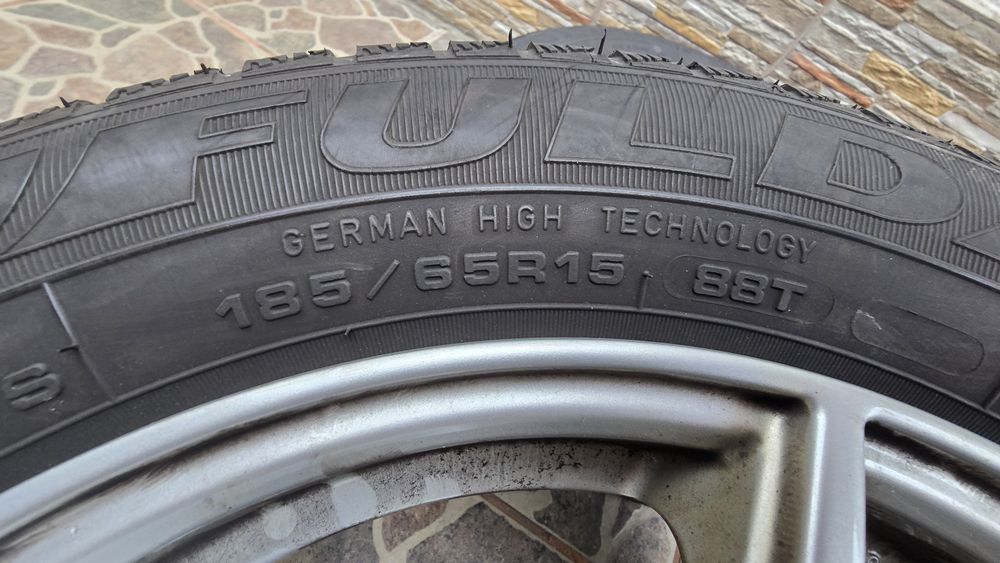 FULD
GERMAN HIGH TECHNOLOGY
185/65R15 88T
S